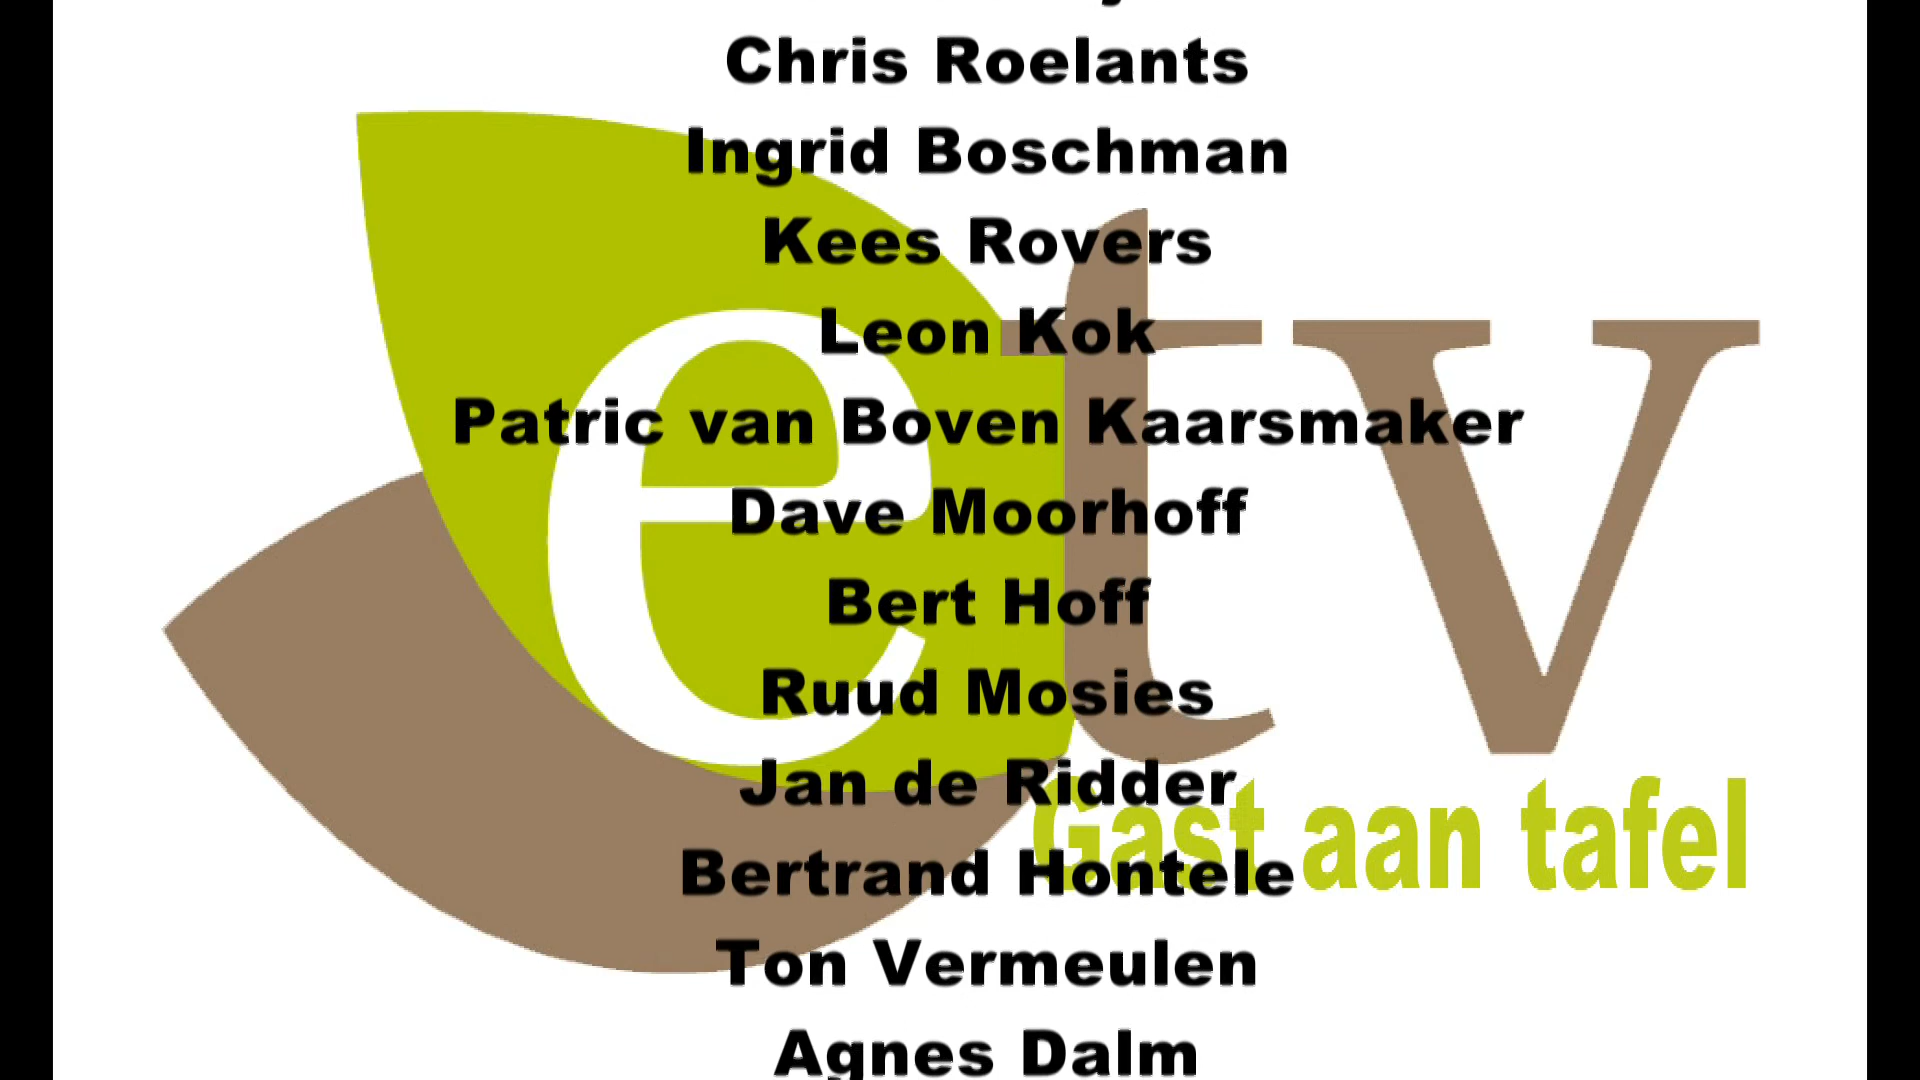 Chris Roelants
Ingrid Boschman
Kees Rovers
Leon Kok
Patric van Boven Kaarsmaker
Dave Moorhoff
Bert Hoff
Ruud Mosies
Jan de Ridder
Bertrand Hontele
Ton Vermeulen
Agnes Dalm
etv
Gast aan tafel